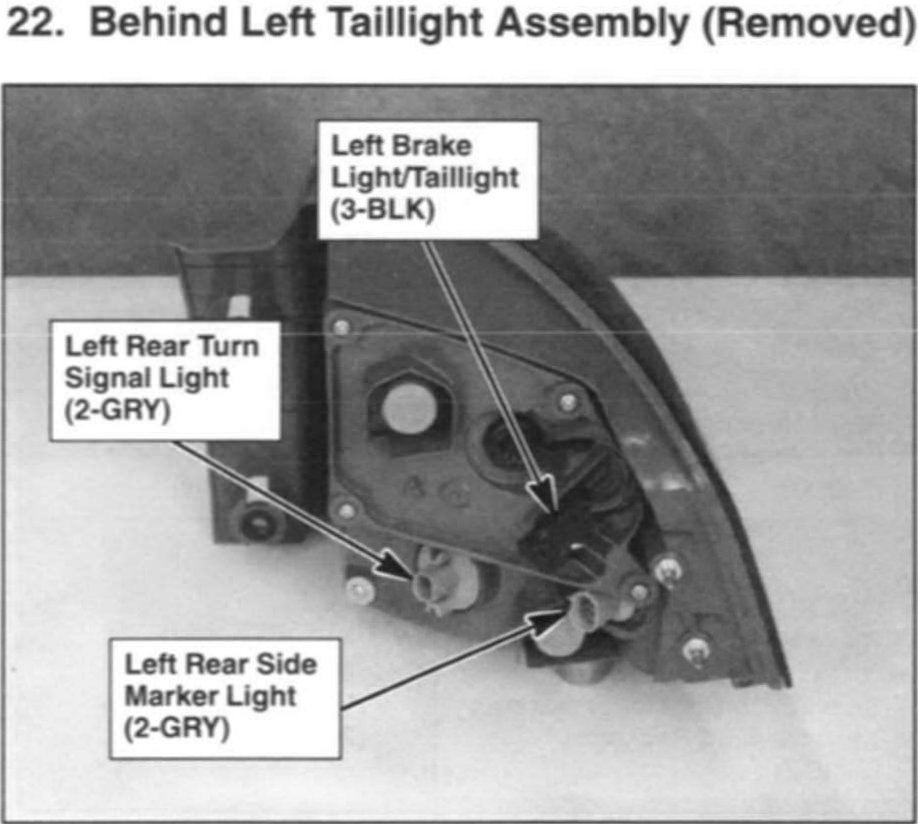 22. Behind Left Taillight Assembly (Removed)
Left Brake
Light/Taillight
(3-BLK)
Left Rear Turn
Signal Light
(2-GRY)
Left Rear Side
Marker Light
(2-GRY)